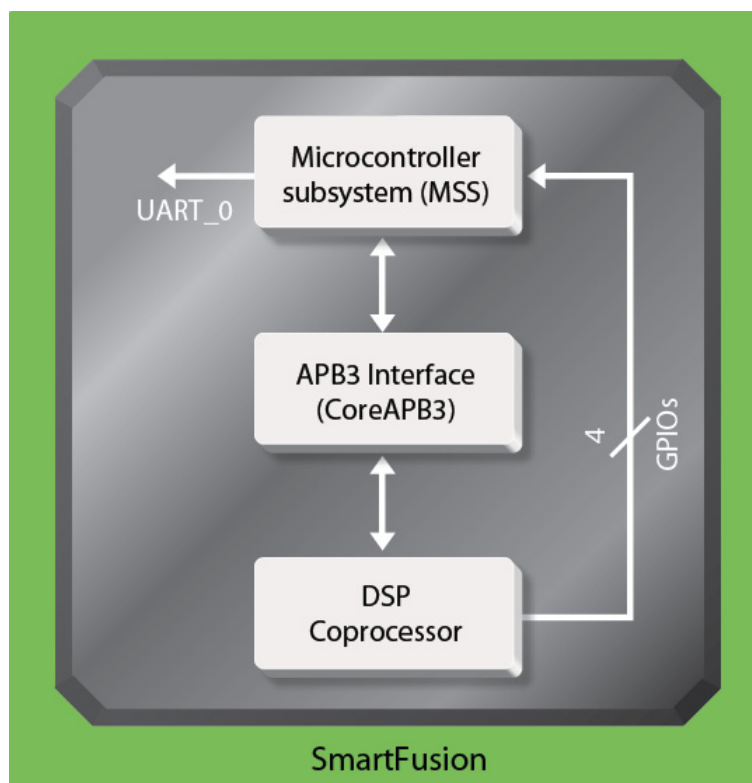 Microcontroller
subsystem (MSS)
UART_0
APB3 Interface
(CoreAPB3)
4
GPIOs
DSP
Coprocessor
SmartFusion